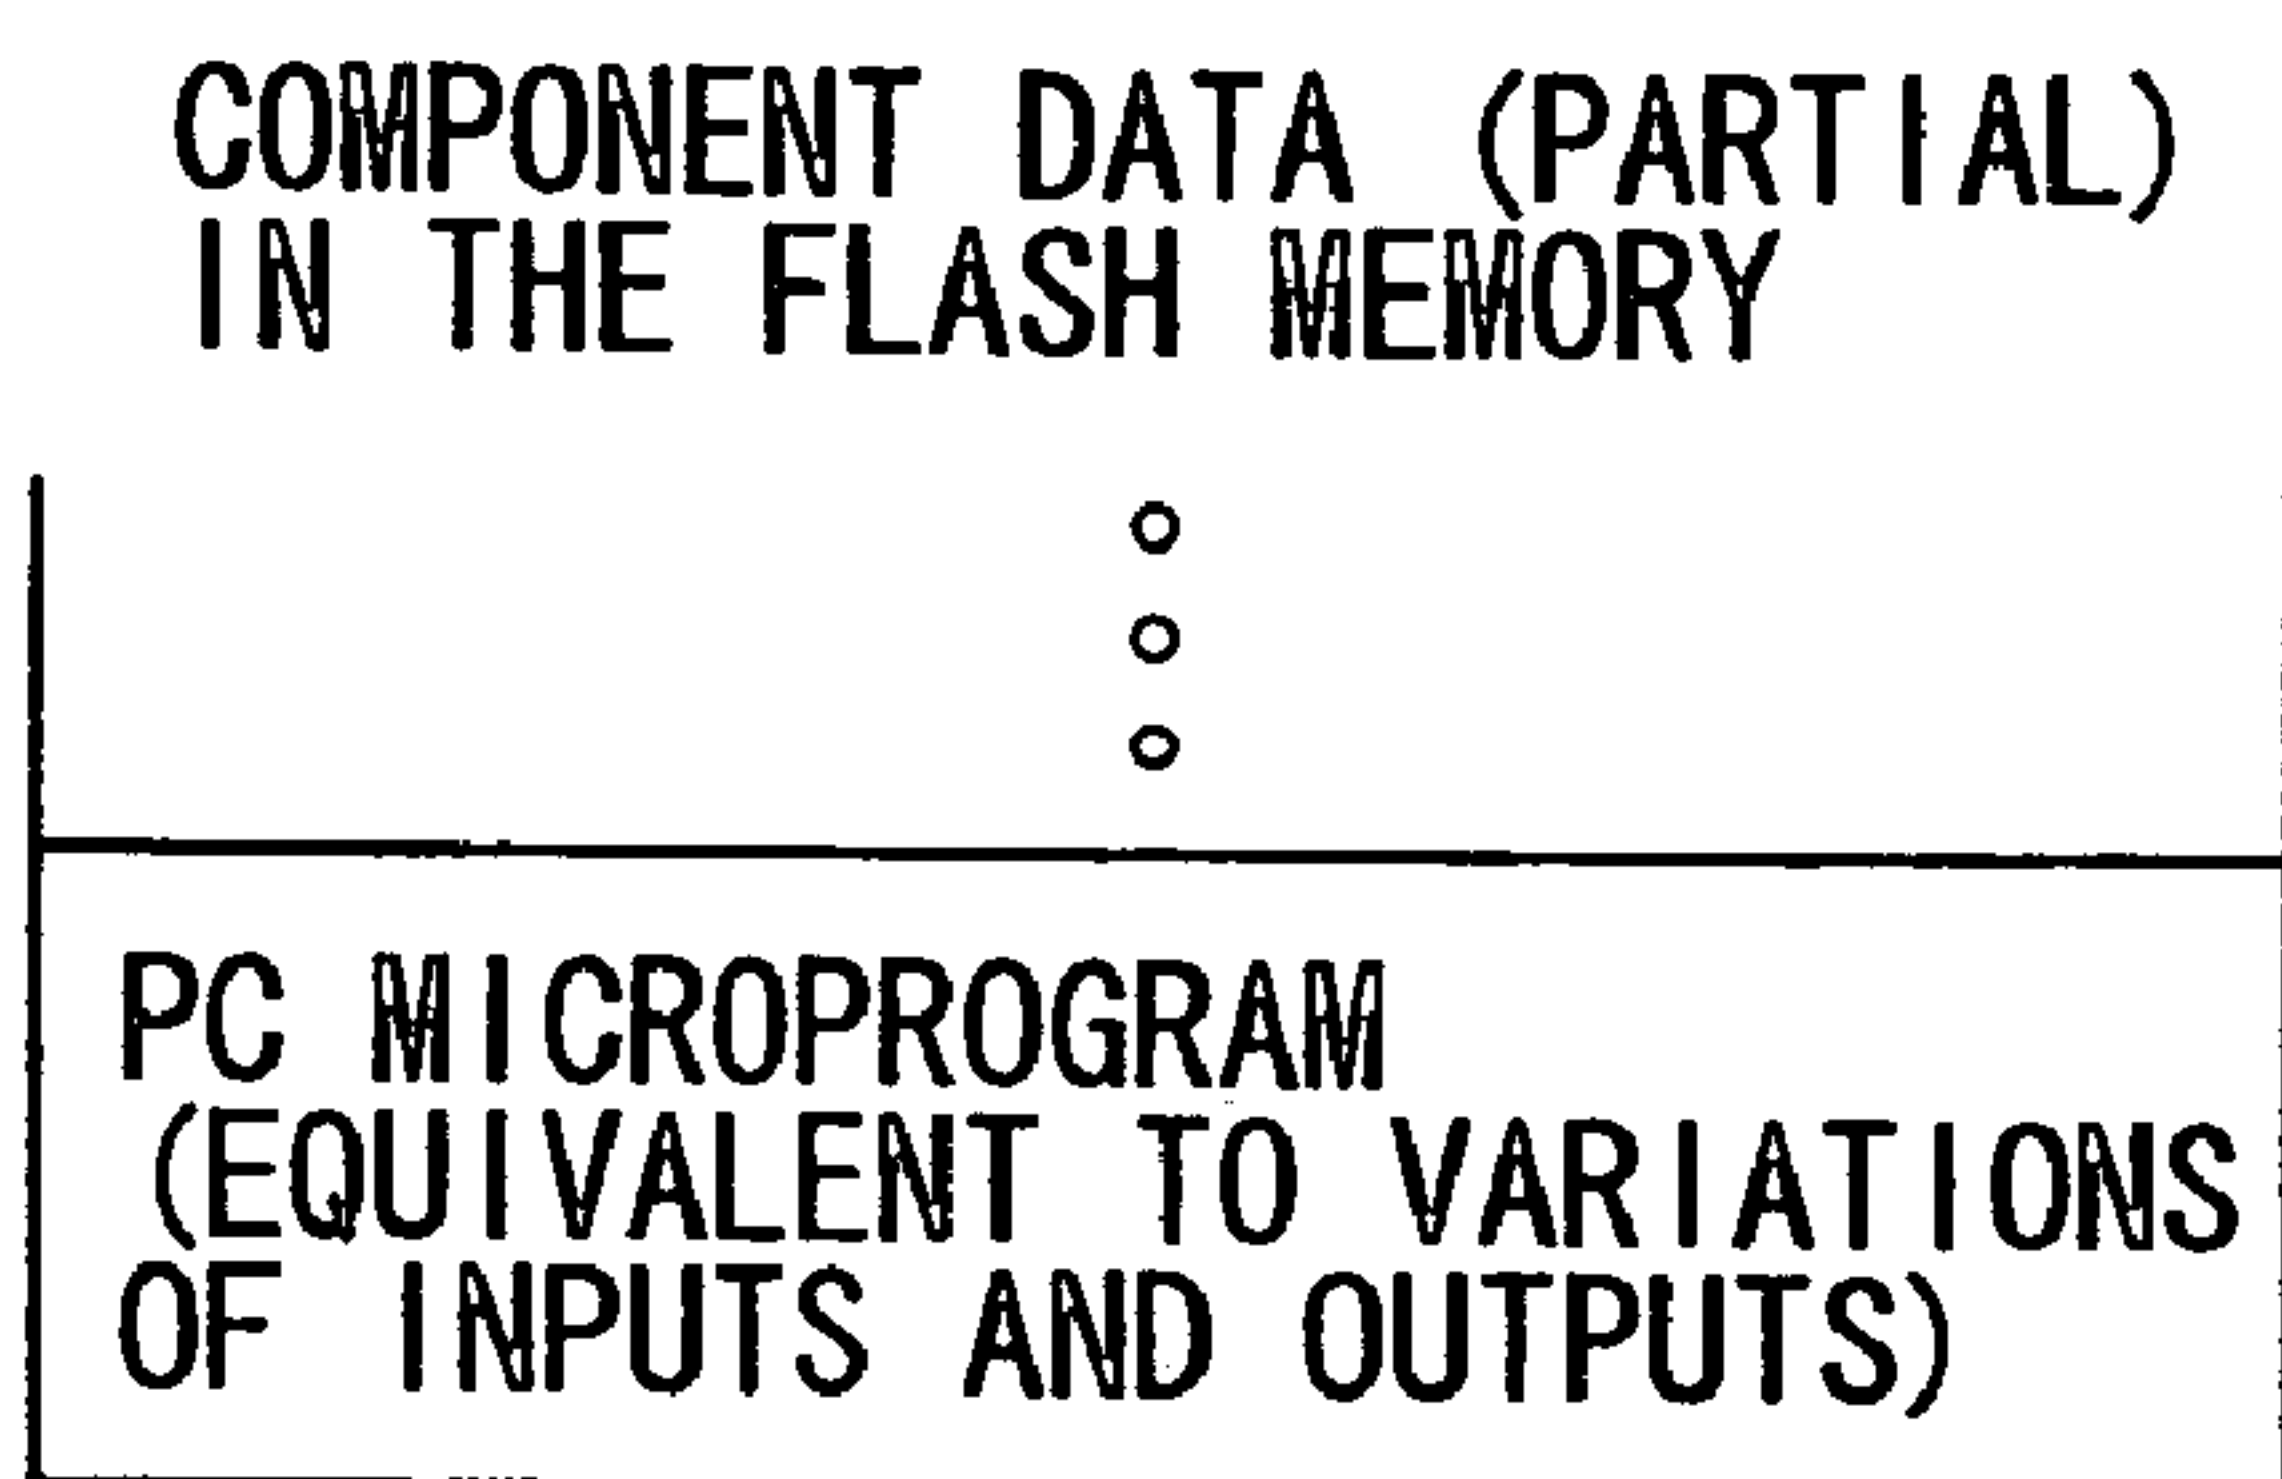 COMPONENT DATA (PARTIAL)
IN THE FLASH MEMORY
PC MICROPROGRAM
(EQUIVALENT TO VARIATIONS
OF INPUTS AND OUTPUTS)